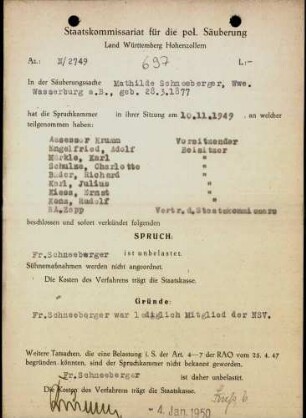 Staatskommissariat für die pol. Säuberung
Land Württemberg Hohenzollern
Az.: X/2749 697 L:—
In der Säuberungssache Mathilde Schneeberger, Wwe.
Wasserburg a.B., geb. 28.3.1877
hat die Spruchkammer in ihrer Sitzung am 10.11.1949, an welcher
teilgenommen haben:
Assessor Krumm Vorsitzender
Engelfried, Adolf Beisitzer
Märkle, Karl "
Schulze, Charlotte "
Bader, Richard "
Karl, Julius "
Kiess, Ernst "
Kenz, Rudolf "
RA.Zapp Vertr.d.Staatskommissars
beschlossen und sofort verkündet folgenden
SPRUCH:
Fr.Schneeberger ist unbelastet.
Sühnemaßnahmen werden nicht angeordnet.
Die Kosten des Verfahrens trägt die Staatskasse.
Gründe:
Fr.Schneeberger war lediglich Mitglied der NSV.
Weitere Tatsachen, die eine Belastung i. S. der Art. 4—7 der RAO vom 25. 4. 47
begründen könnten, sind der Spruchkammer nicht bekannt geworden.
Fr.Schneeberger ist daher unbelastet.
Die Kosten des Verfahrens trägt die Staatskasse.
- 4. Jan. 1950